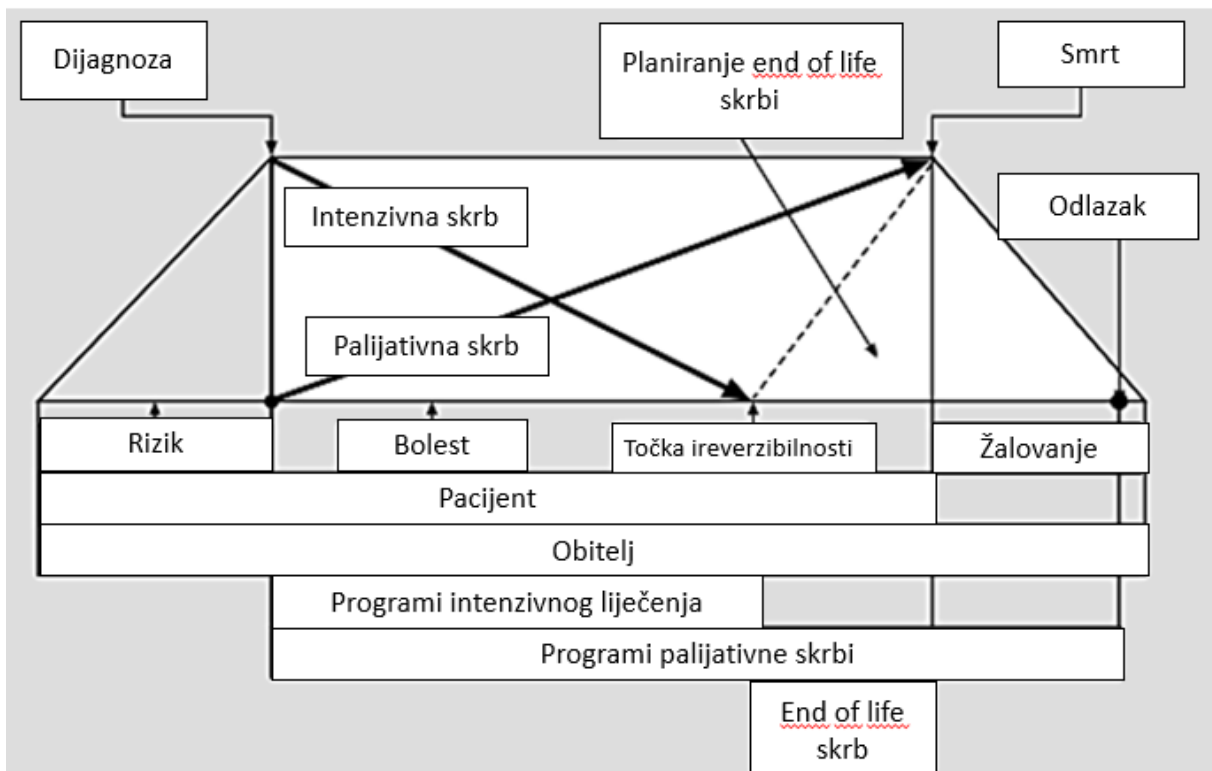 Dijagnoza
Planiranje end of life
skrbi
Smrt
Odlazak
Intenzivna skrb
Palijativna skrb
Rizik
Bolest
Točka ireverzibilnosti
Žalovanje
Pacijent
Obitelj
Programi intenzivnog liječenja
Programi palijativne skrbi
End of life
skrb